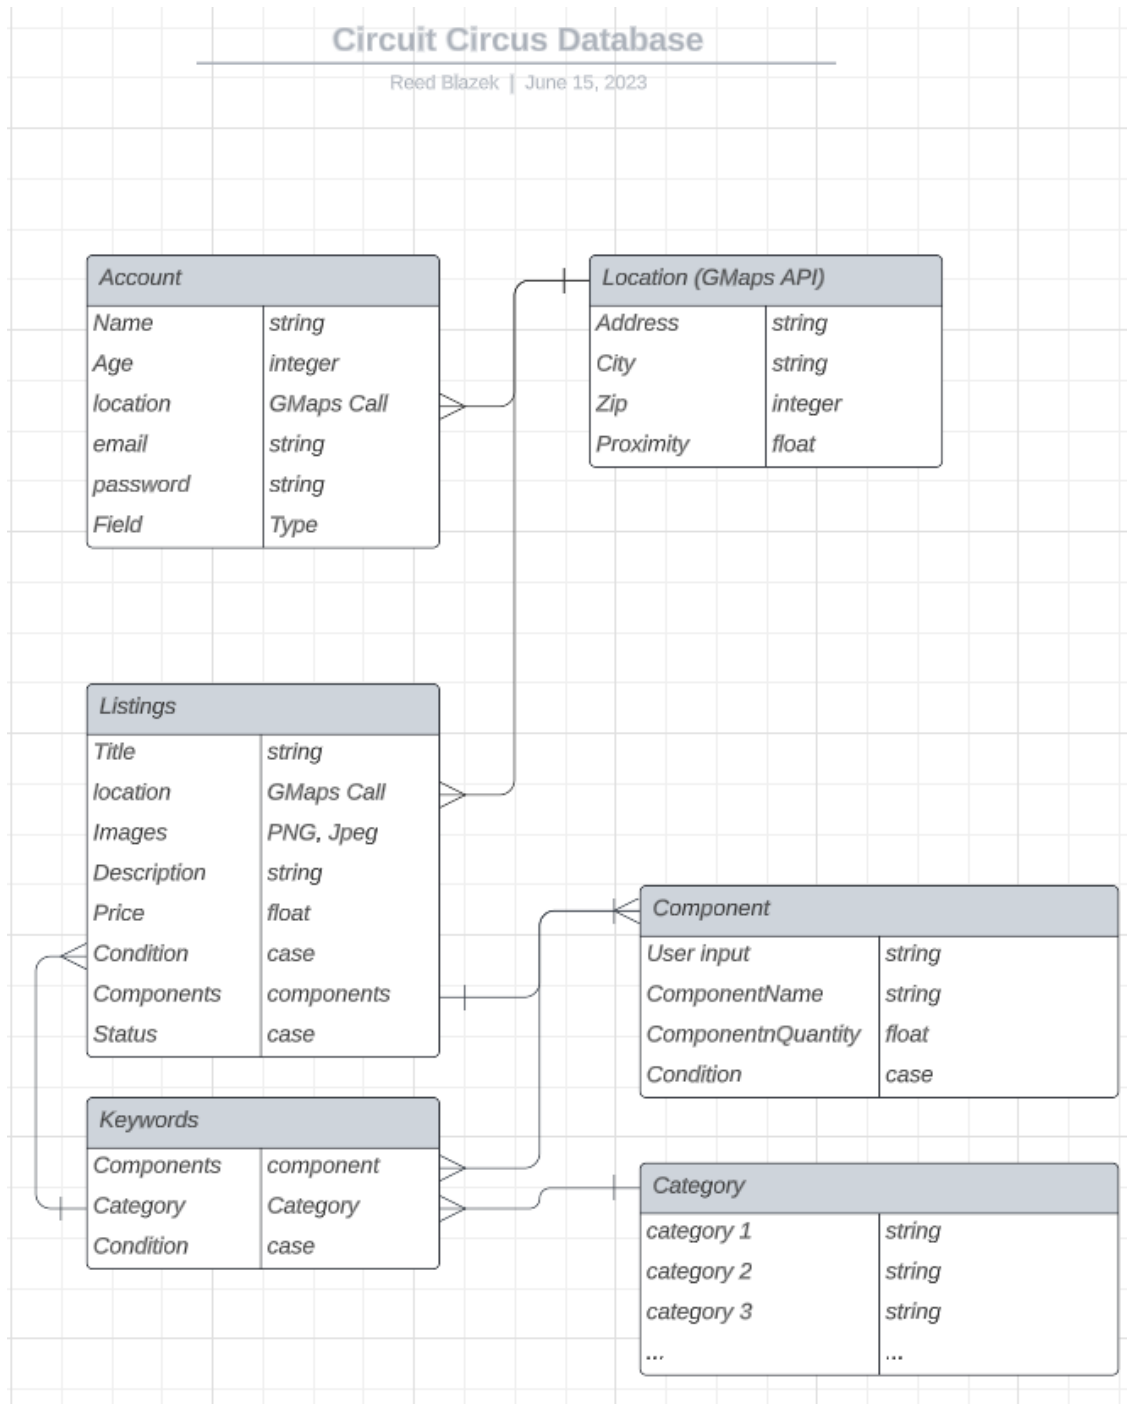 Circuit Circus Database
Reed Blazek | June 15, 2023
Account
Name string
Age integer
location GMaps Call
email string
password string
Field Type
Location (GMaps API)
Address string
City string
Zip integer
Proximity float
Listings
Title string
location GMaps Call
Images PNG, Jpeg
Description string
Price float
Condition case
Components components
Status case
Component
User input string
ComponentName string
ComponentnQuantity float
Condition case
Keywords
Components component
Category Category
Condition case
Category
category 1 string
category 2 string
category 3 string
... ...